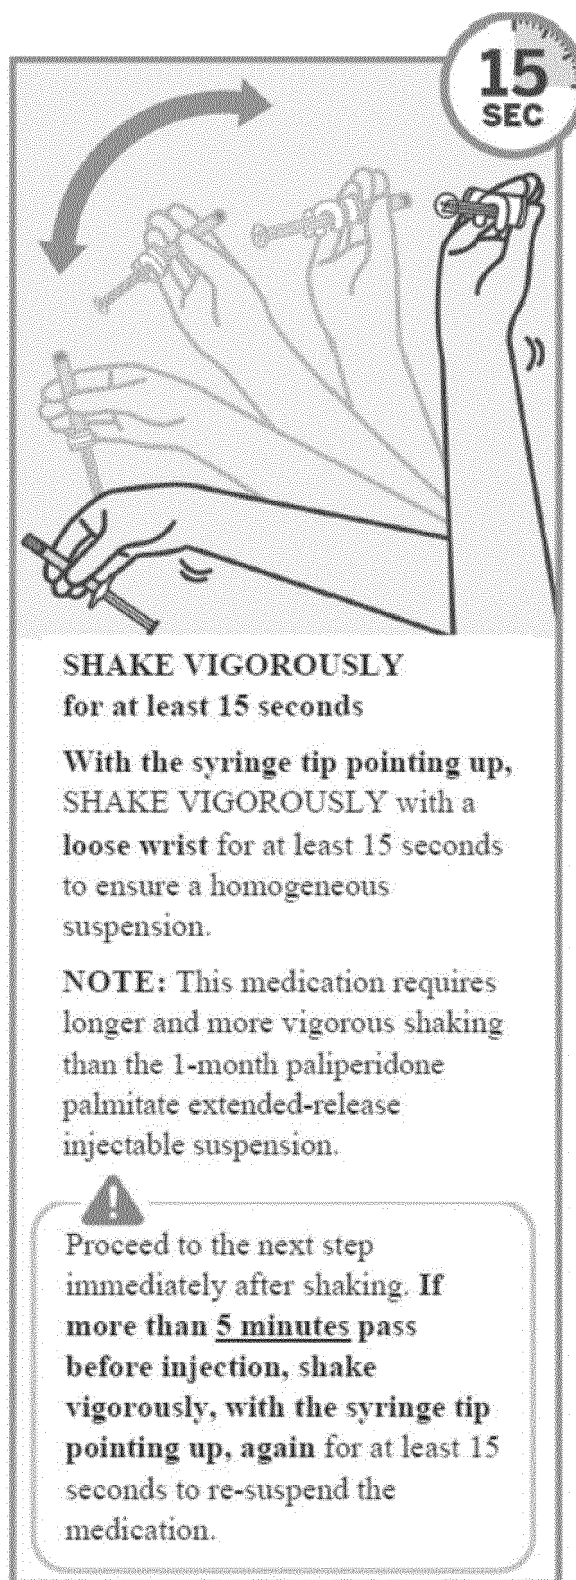 15
SEC
SHAKE VIGOROUSLY
for at least 15 seconds
With the syringe tip pointing up,
SHAKE VIGOROUSLY with a
loose wrist for at least 15 seconds
to ensure a homogeneous
suspension.
NOTE: This medication requires
longer and more vigorous shaking
than the 1-month paliperidone
palmitate extended-release
injectable suspension.
Proceed to the next step
immediately after shaking. If
more than 5 minutes pass
before injection, shake
vigorously, with the syringe tip
pointing up, again for at least 15
seconds to re-suspend the
medication.